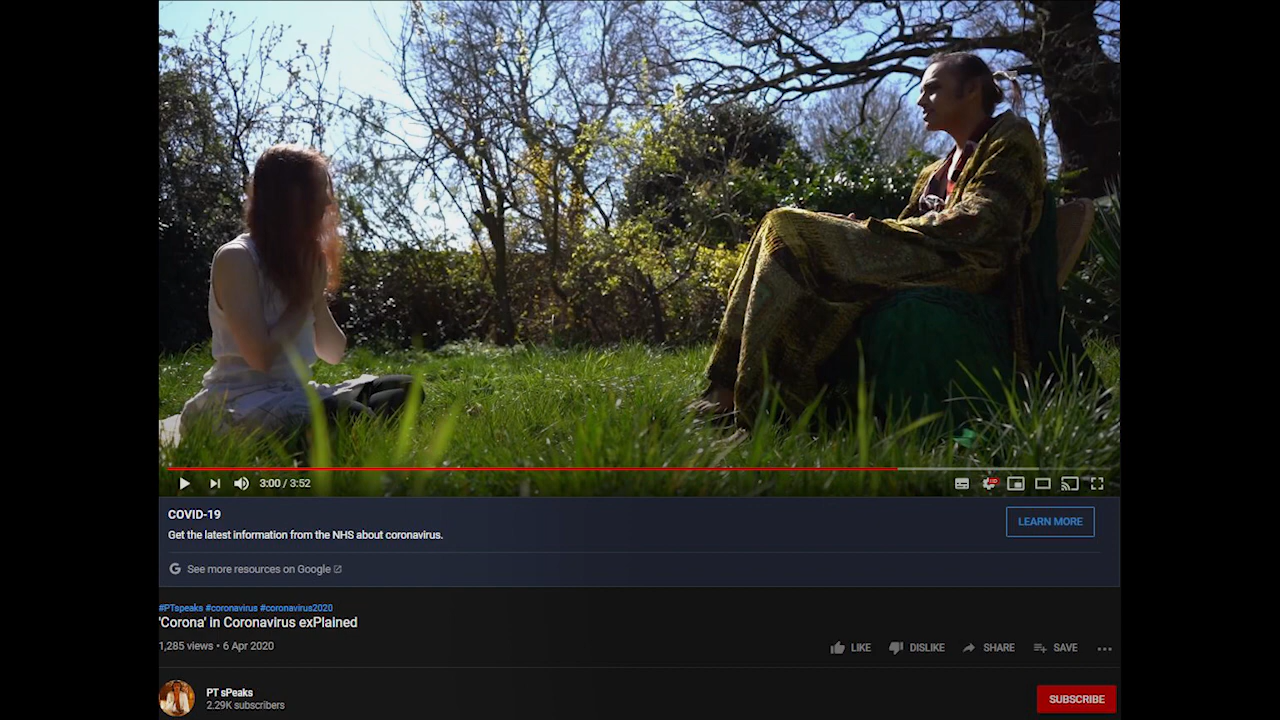 3:00 / 3:52
HD
COVID-19
LEARN MORE
Get the latest information from the NHS about coronavirus.
G See more resources on Google
#PTspeaks #coronavirus #coronavirus2020
'Corona' in Coronavirus exPlained
1,285 views • 6 Apr 2020
LIKE DISLIKE SHARE SAVE
PT sPeaks
2.29K subscribers
SUBSCRIBE